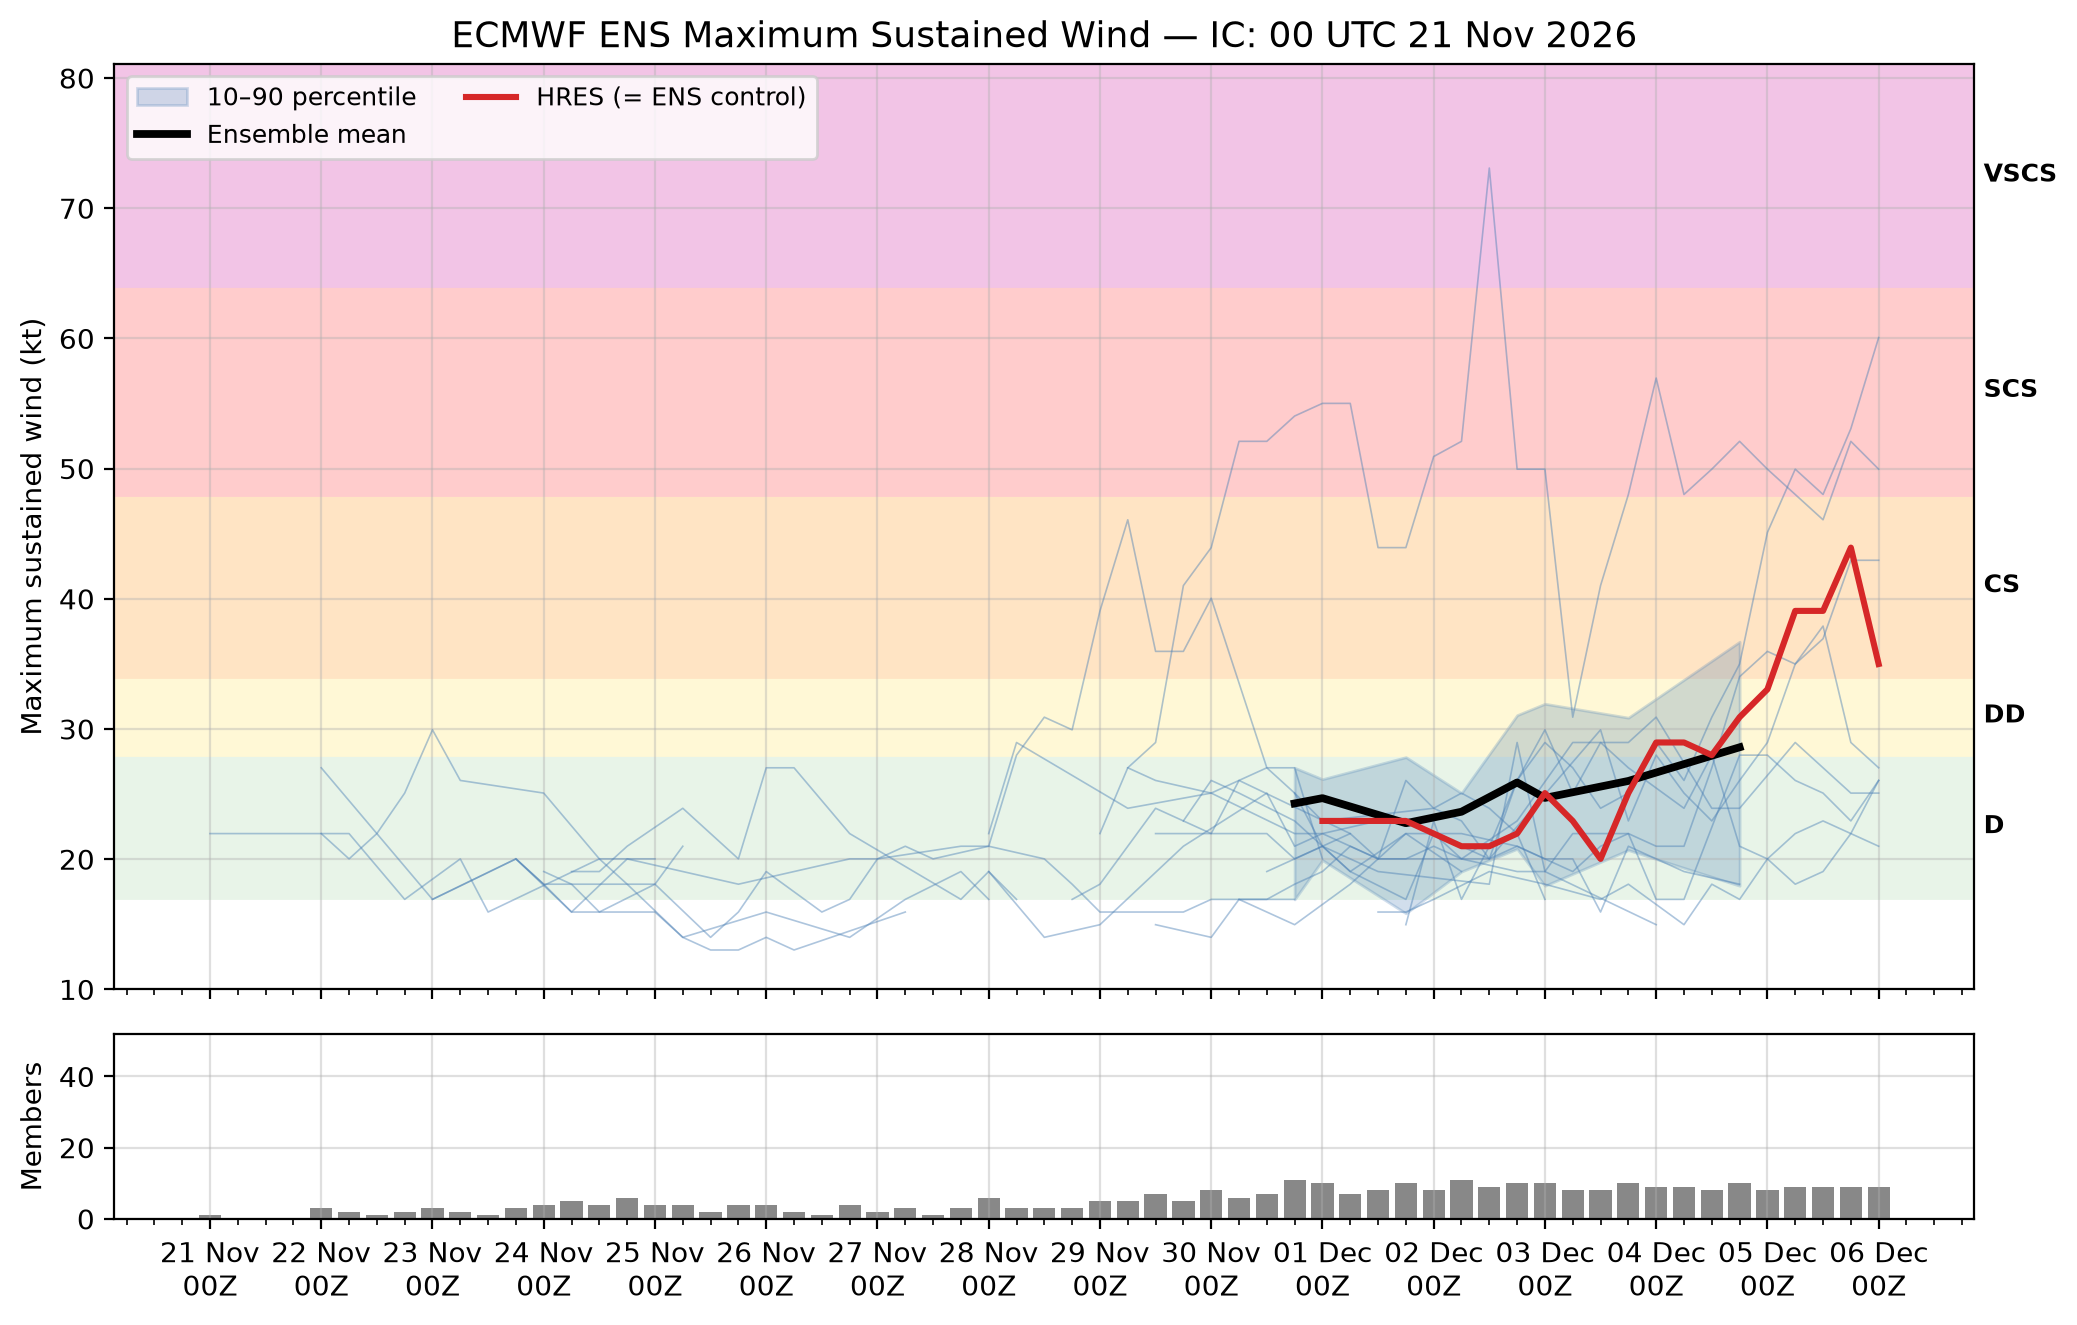 ECMWF ENS Maximum Sustained Wind — IC: 00 UTC 21 Nov 2026
10–90 percentile
Ensemble mean
HRES (= ENS control)
Maximum sustained wind (kt)
80
70
60
50
40
30
20
10
VSCS
SCS
CS
DD
D
Members
40
20
0
21 Nov 22 Nov 23 Nov 24 Nov 25 Nov 26 Nov 27 Nov 28 Nov 29 Nov 30 Nov 01 Dec 02 Dec 03 Dec 04 Dec 05 Dec 06 Dec
00Z 00Z 00Z 00Z 00Z 00Z 00Z 00Z 00Z 00Z 00Z 00Z 00Z 00Z 00Z 00Z